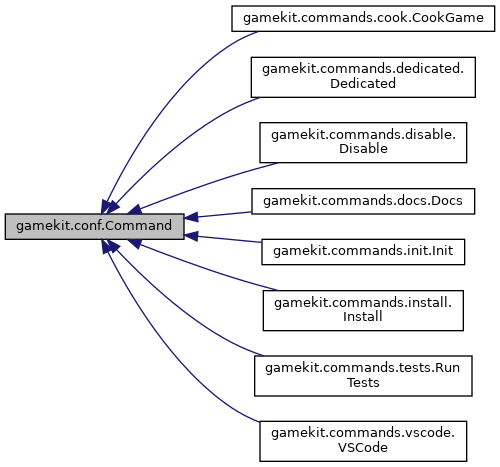 gamekit.commands.cook.CookGame
gamekit.commands.dedicated.
Dedicated
gamekit.commands.disable.
Disable
gamekit.commands.docs.Docs
gamekit.conf.Command
gamekit.commands.init.Init
gamekit.commands.install.
Install
gamekit.commands.tests.Run
Tests
gamekit.commands.vscode.
VSCode